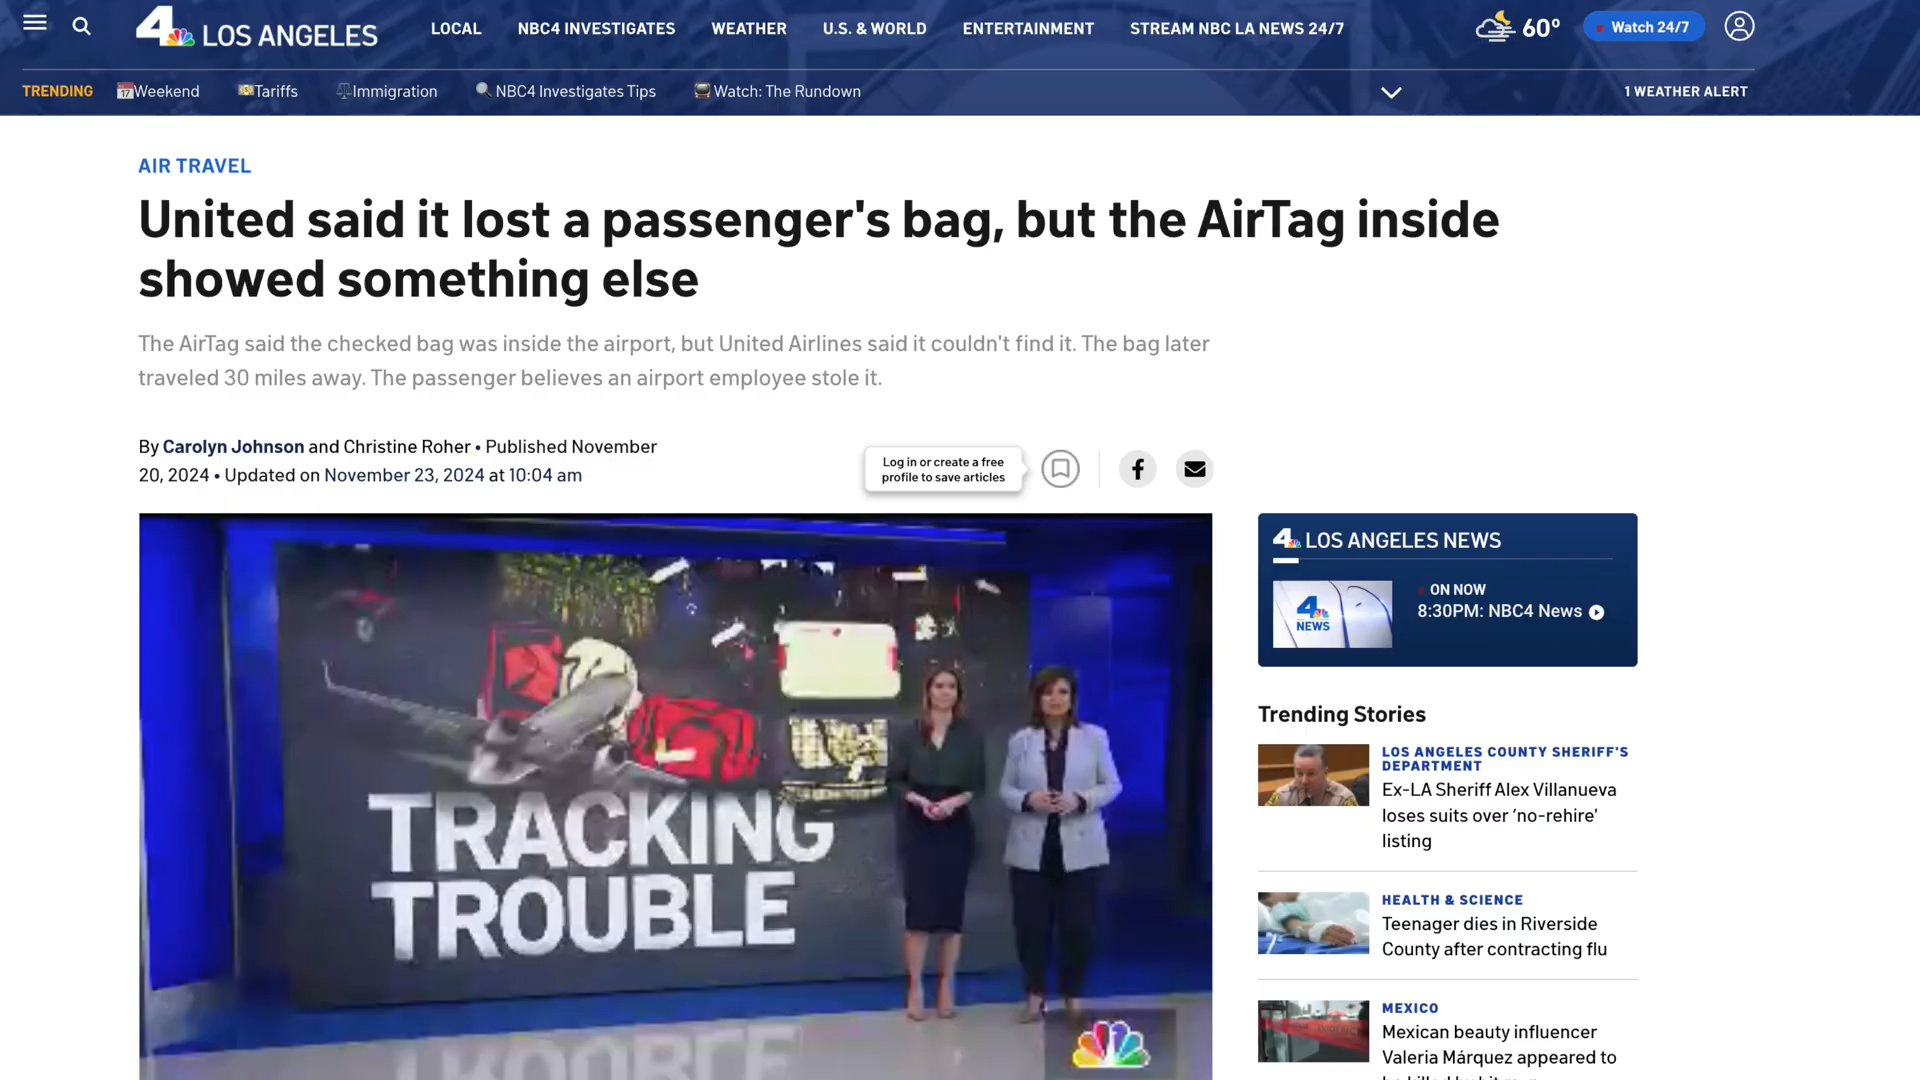 4 LOS ANGELES
LOCAL
NBC4 INVESTIGATES
WEATHER
U.S. & WORLD
ENTERTAINMENT
STREAM NBC LA NEWS 24/7
60°
Watch 24/7
TRENDING
Weekend
Tariffs
Immigration
NBC4 Investigates Tips
Watch: The Rundown
1 WEATHER ALERT
AIR TRAVEL
United said it lost a passenger's bag, but the AirTag inside
showed something else
The AirTag said the checked bag was inside the airport, but United Airlines said it couldn't find it. The bag later
traveled 30 miles away. The passenger believes an airport employee stole it.
By Carolyn Johnson and Christine Roher • Published November
20, 2024 • Updated on November 23, 2024 at 10:04 am
Log in or create a free
profile to save articles
TRACKING
TROUBLE
4 LOS ANGELES NEWS
4
NEWS
ON NOW
8:30PM: NBC4 News
Trending Stories
LOS ANGELES COUNTY SHERIFF'S
DEPARTMENT
Ex-LA Sheriff Alex Villanueva
loses suits over ‘no-rehire’
listing
HEALTH & SCIENCE
Teenager dies in Riverside
County after contracting flu
MEXICO
Mexican beauty influencer
Valeria Márquez appeared to